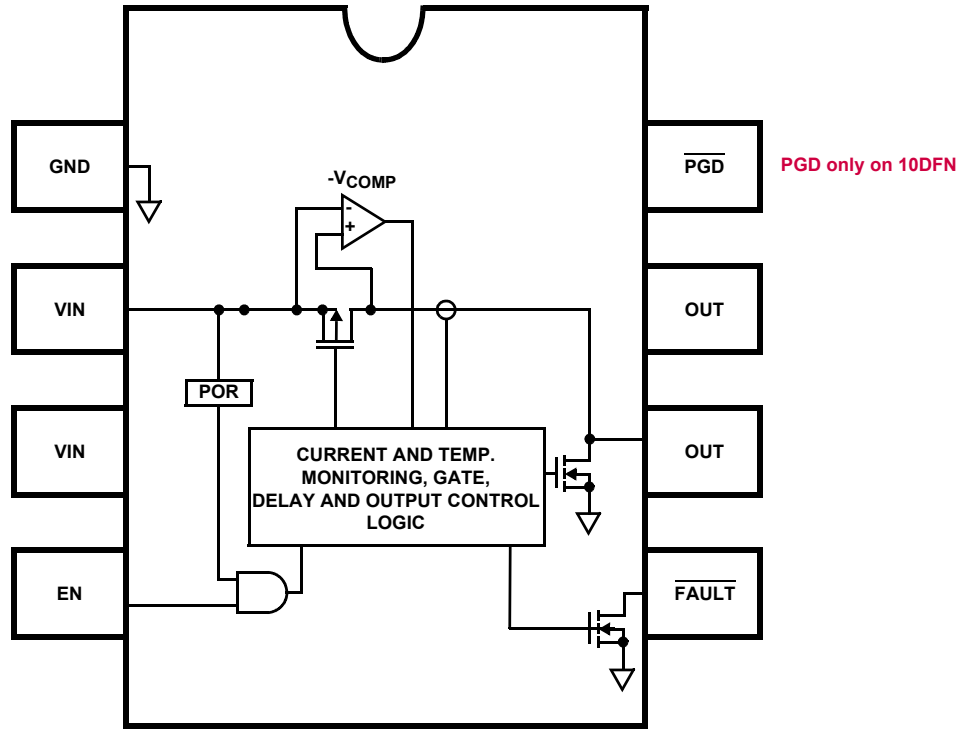 GND
PGD
PGD only on 10DFN
-VCOMP
-
+
VIN
OUT
POR
VIN
CURRENT AND TEMP.
MONITORING, GATE,
DELAY AND OUTPUT CONTROL
LOGIC
OUT
EN
FAULT